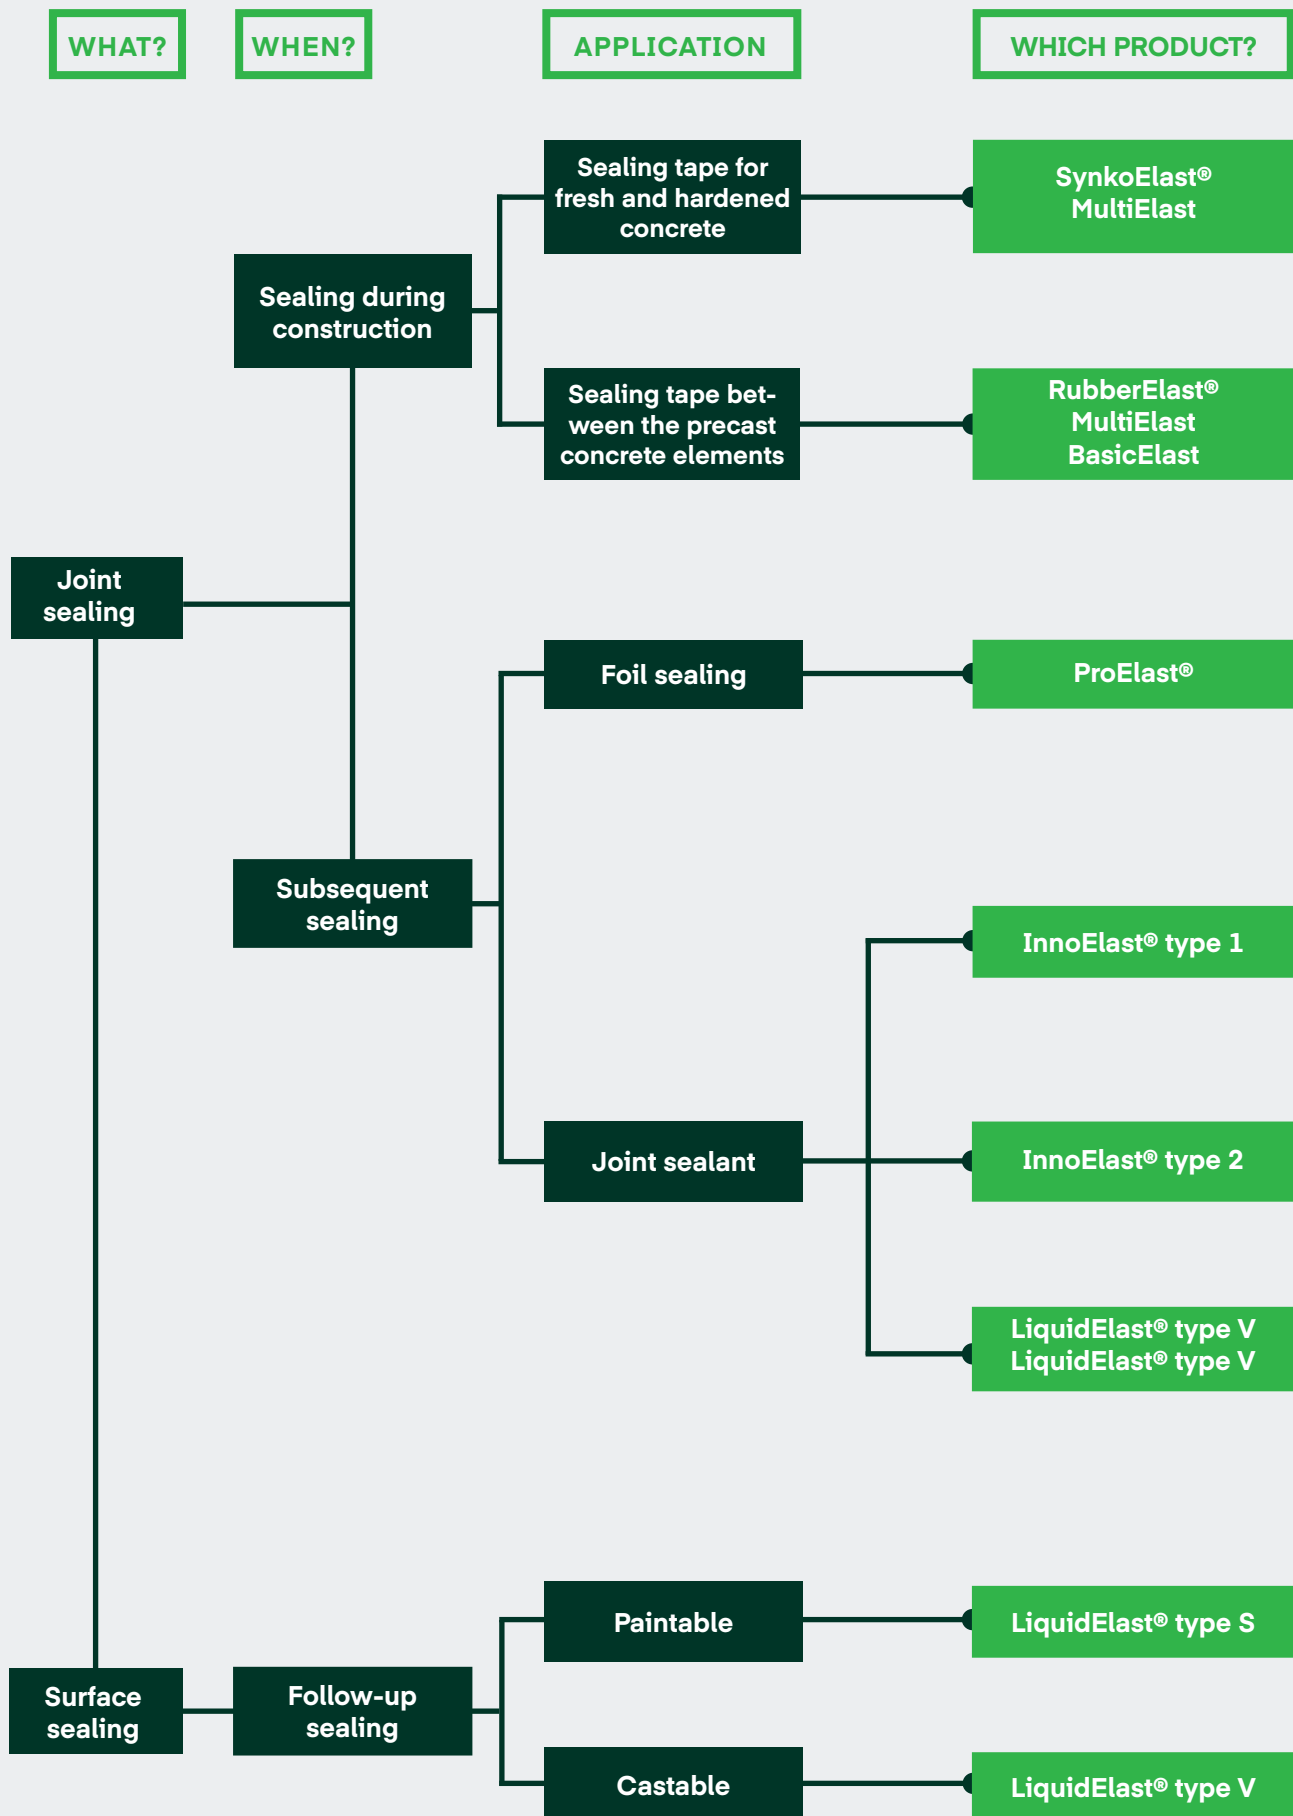 WHAT?
WHEN?
APPLICATION
WHICH PRODUCT?
Sealing tape for
fresh and hardened
concrete
SynkoElast®
MultiElast
Sealing during
construction
Sealing tape bet-
ween the precast
concrete elements
RubberElast®
MultiElast
BasicElast
Joint
sealing
Foil sealing
ProElast®
Subsequent
sealing
InnoElast® type 1
Joint sealant
InnoElast® type 2
LiquidElast® type V
LiquidElast® type V
Paintable
LiquidElast® type S
Surface
sealing
Follow-up
sealing
Castable
LiquidElast® type V